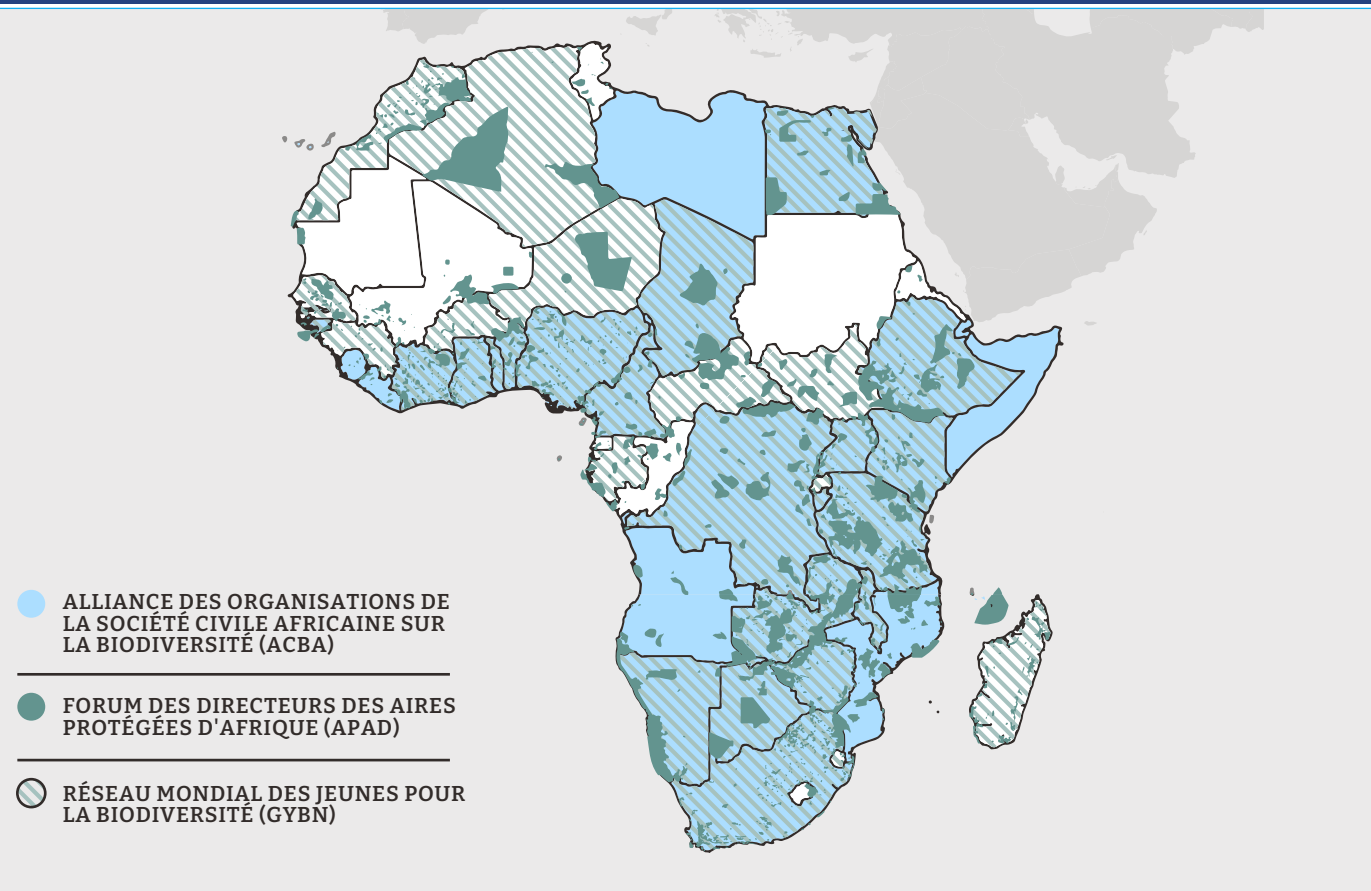 ALLIANCE DES ORGANISATIONS DE
LA SOCIÉTÉ CIVILE AFRICAINE SUR
LA BIODIVERSITÉ (ACBA)
FORUM DES DIRECTEURS DES AIRES
PROTÉGÉES D'AFRIQUE (APAD)
RÉSEAU MONDIAL DES JEUNES POUR
LA BIODIVERSITÉ (GYBN)